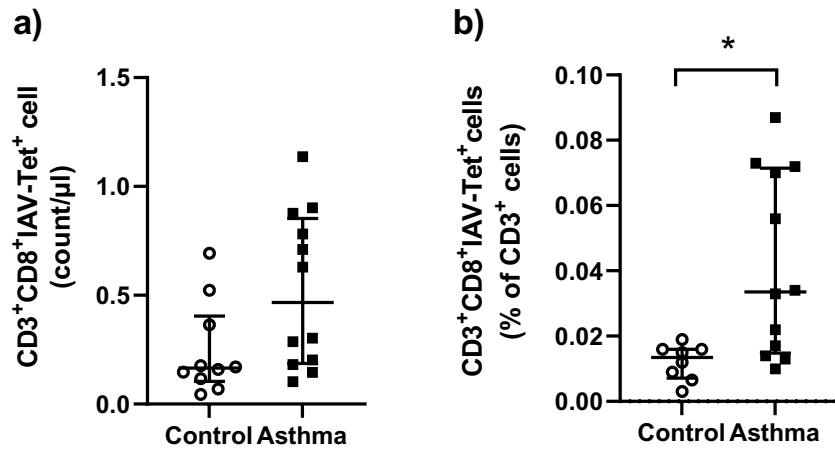 a)
CD3⁺CD8⁺IAV-Tet⁺ cell
(count/µl)
1.5
1.0
0.5
0.0
Control Asthma
b)
*
CD3⁺CD8⁺IAV-Tet⁺cells
(% of CD3⁺ cells)
0.10
0.08
0.06
0.04
0.02
0.00
Control Asthma